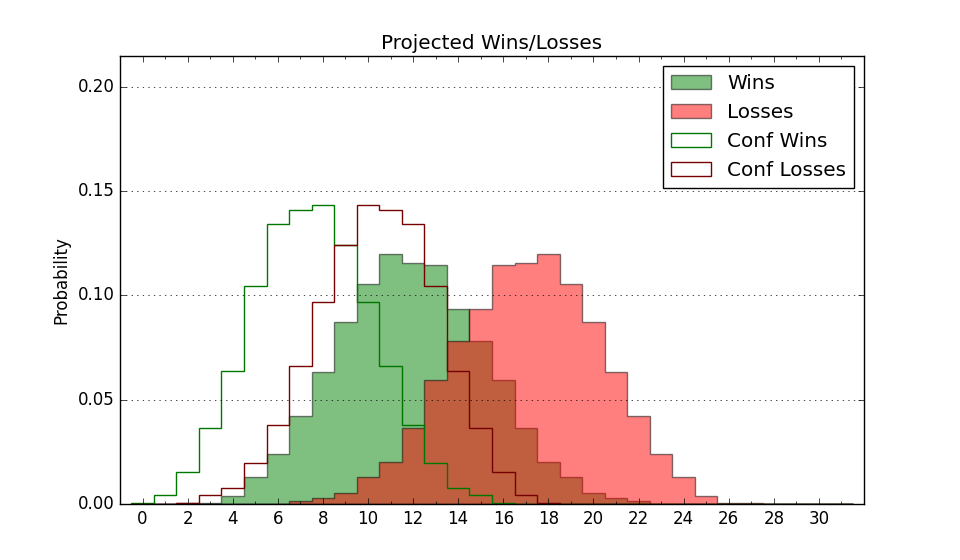 Projected Wins/Losses
Wins
Losses
Conf Wins
Conf Losses
Probability
0.20
0.15
0.10
0.05
0.00
0 2 4 6 8 10 12 14 16 18 20 22 24 26 28 30